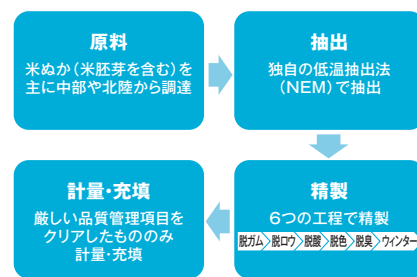 原料
米ぬか（米胚芽を含む）を
主に中部や北陸から調達
抽出
独自の低温抽出法
（NEM）で抽出
精製
6つの工程で精製
脱ガム 脱ロウ 脱酸 脱色 脱臭 ウィンター
計量・充填
厳しい品質管理項目を
クリアしたもののみ
計量・充填